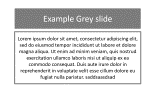 Example Grey slide
Lorem ipsum dolor sit amet, consectetur adipiscing elit,
sed do eiusmod tempor incididunt ut labore et dolore
magna aliqua. Ut enim ad minim veniam, quis nostrud
exercitation ullamco laboris nisi ut aliquip ex ea
commodo consequat. Duis aute irure dolor in
reprehenderit in voluptate velit esse cillum dolore eu
fugiat nulla pariatur.